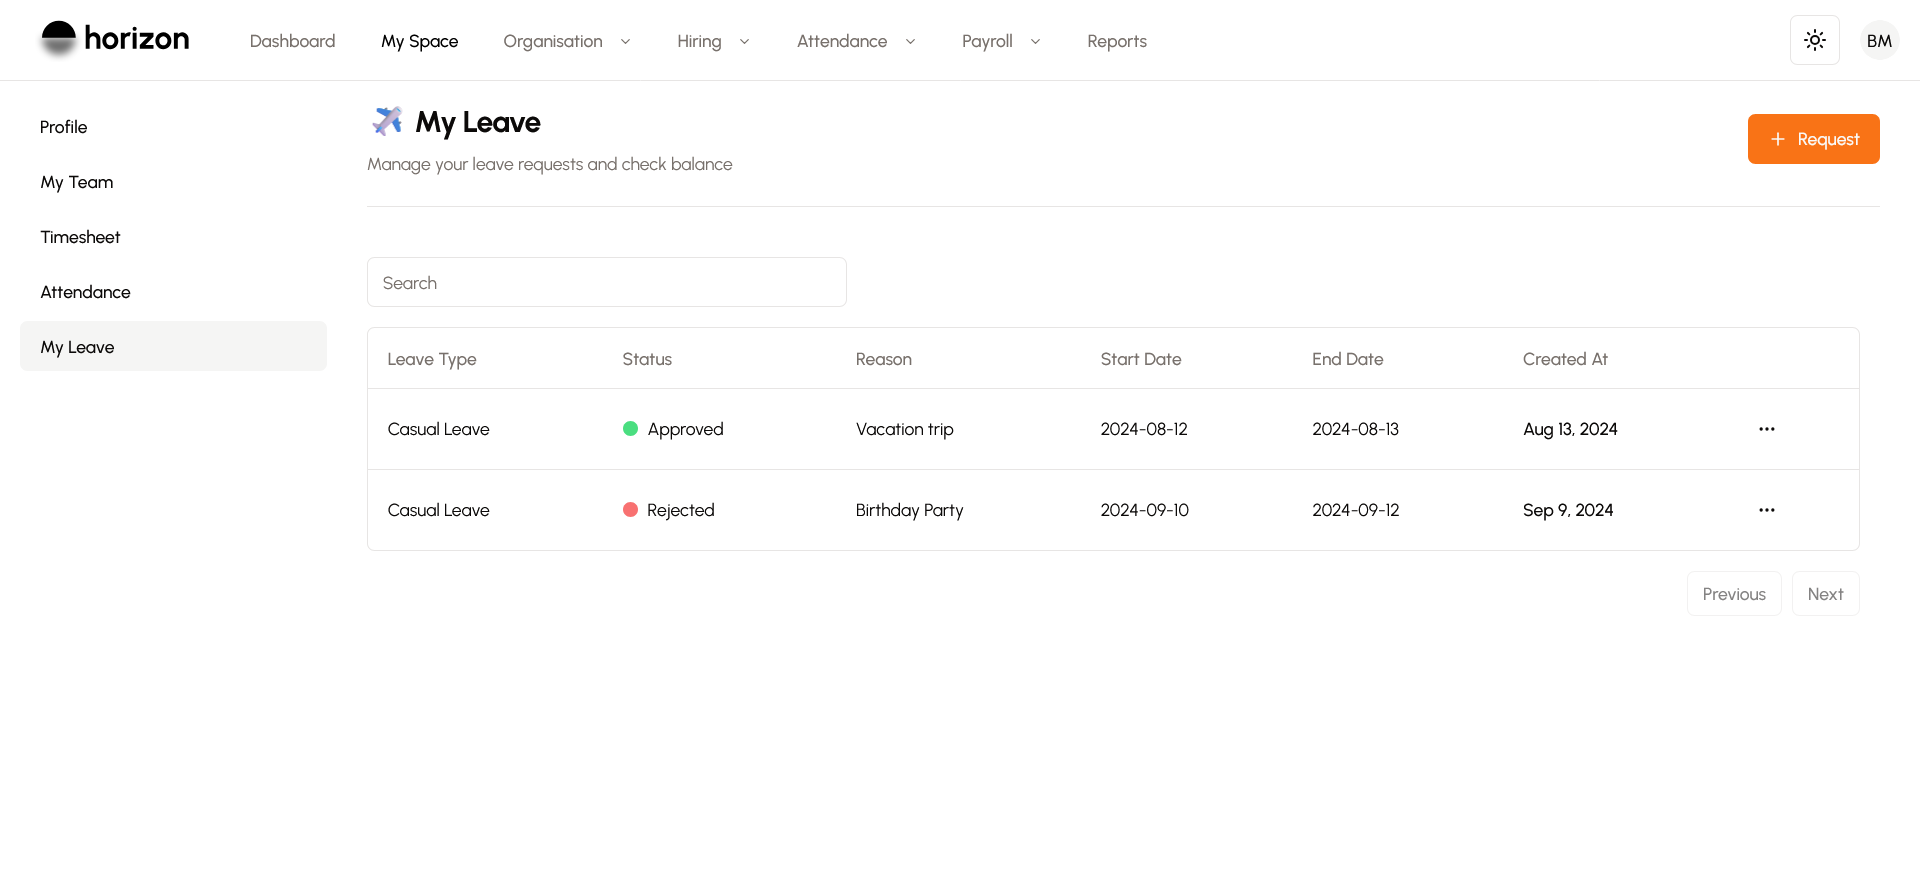 horizon Dashboard My Space Organisation Hiring Attendance Payroll Reports BM
Profile
My Team
Timesheet
Attendance
My Leave
My Leave
Manage your leave requests and check balance
Request
Search
Leave Type Status Reason Start Date End Date Created At
Casual Leave Approved Vacation trip 2024-08-12 2024-08-13 Aug 13, 2024
Casual Leave Rejected Birthday Party 2024-09-10 2024-09-12 Sep 9, 2024
Previous Next